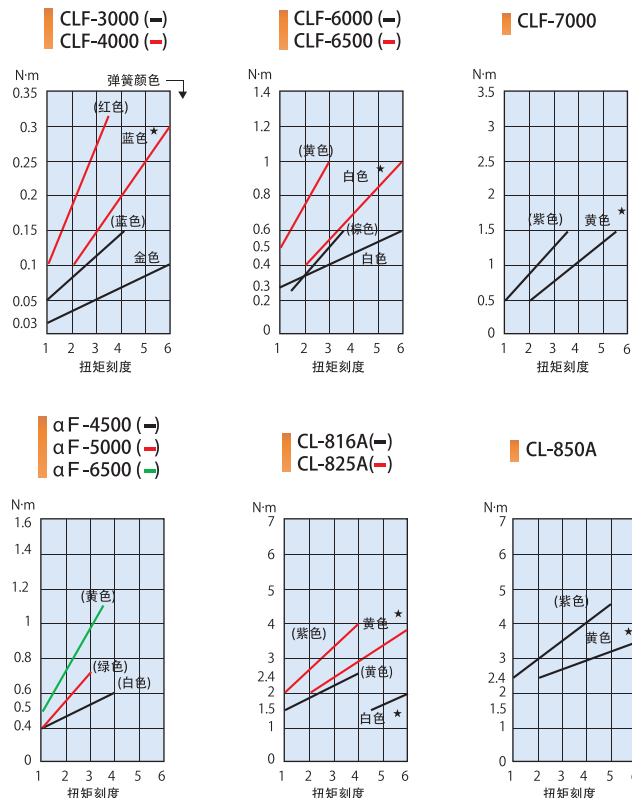 CLF-3000 (–)
CLF-4000 (–)
N·m
弹簧颜色
0.35
0.3
0.25
0.2
0.15
0.1
0.05
0.03
(红色)
蓝色 ★
(蓝色)
金色
1 2 3 4 5 6
扭矩刻度
CLF-6000 (–)
CLF-6500 (–)
N·m
1.4
1.2
1
0.8
0.6
0.5
0.4
0.3
0.2
0
(黄色)
白色 ★
(棕色)
白色
1 2 3 4 5 6
扭矩刻度
CLF-7000
N·m
3.5
3
2.5
2
1.5
1
0.5
0
(紫色)
黄色 ★
1 2 3 4 5 6
扭矩刻度
αF-4500 (–)
αF-5000 (–)
αF-6500 (–)
N·m
1.6
1.4
1.2
1
0.8
0.6
0.5
0.4
0
(黄色)
(绿色)
(白色)
1 2 3 4 5 6
扭矩刻度
CL-816A(–)
CL-825A(–)
N·m
7
6
5
4
3
2.4
2
1.5
0
(紫色)
黄色 ★
(黄色)
白色 ★
1 2 3 4 5 6
扭矩刻度
CL-850A
N·m
7
6
5
4
3
2.4
2
1.5
0
(紫色)
黄色 ★
1 2 3 4 5 6
扭矩刻度